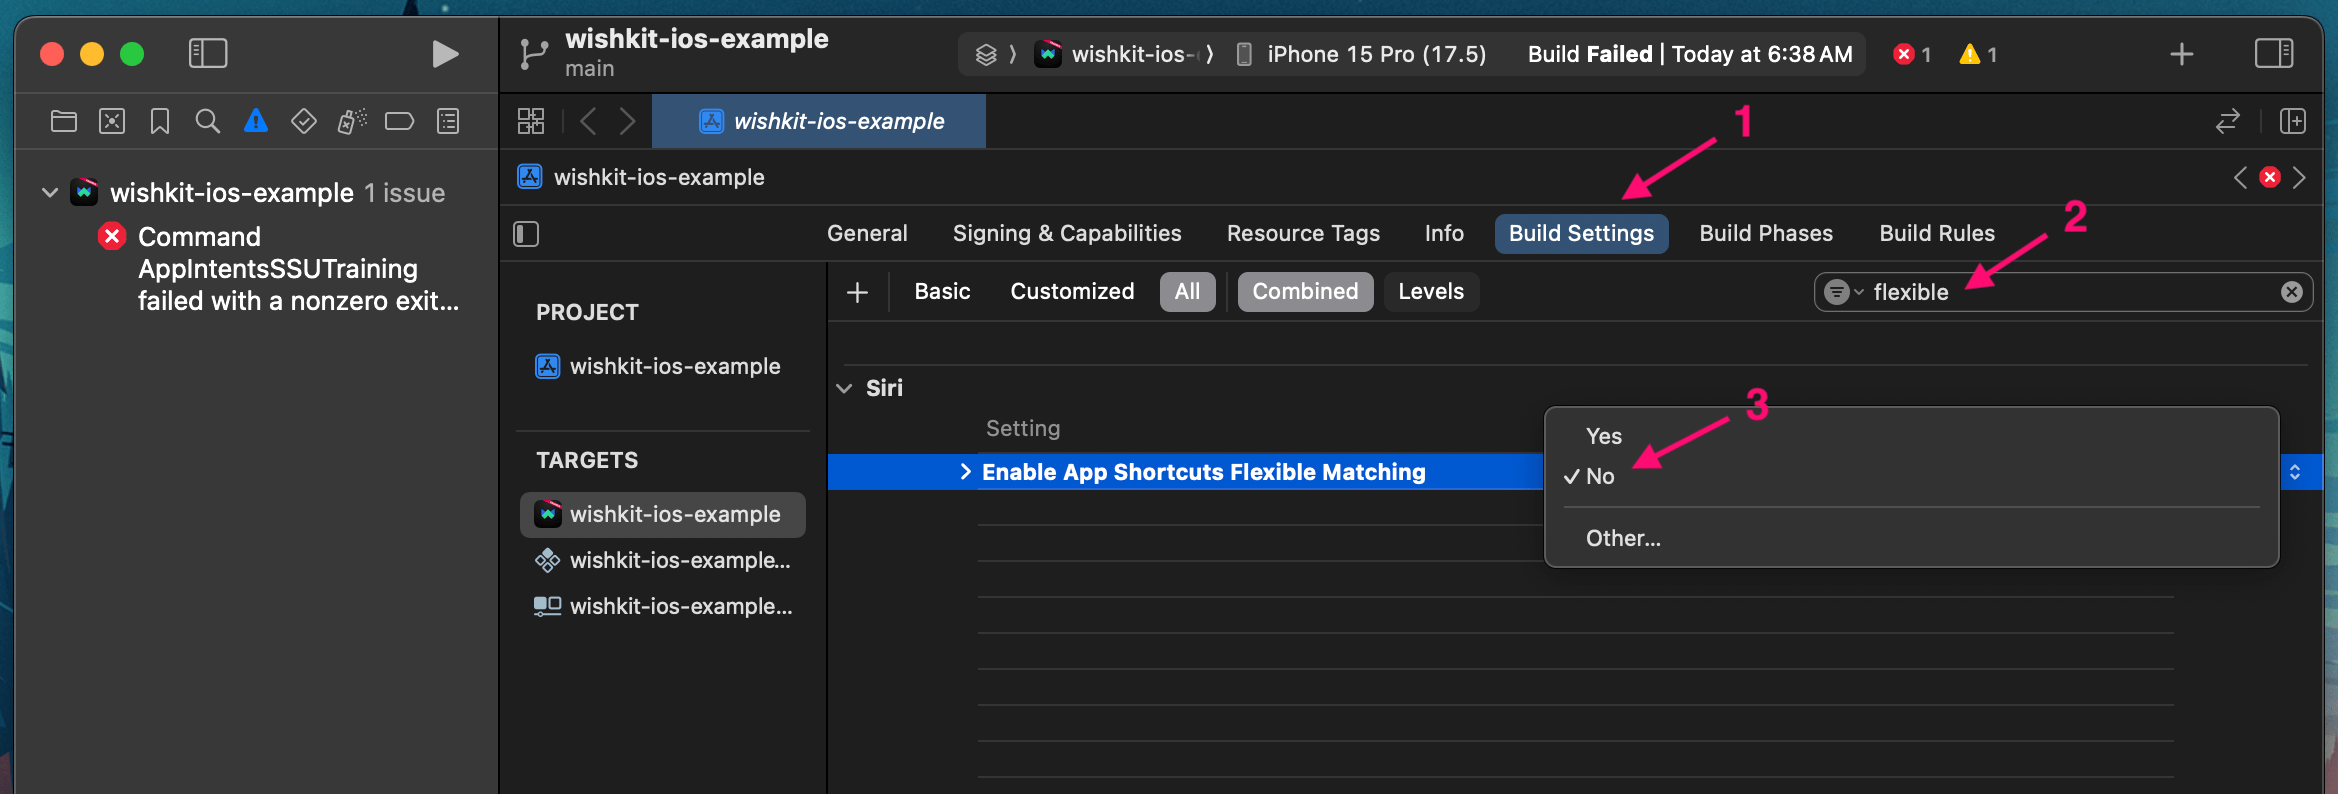 wishkit-ios-example
main
wishkit-ios-
iPhone 15 Pro (17.5)
Build Failed | Today at 6:38 AM
1
1
wishkit-ios-example
1
wishkit-ios-example 1 issue
Command
AppIntentsSSUTraining
failed with a nonzero exit...
wishkit-ios-example
2
General
Signing & Capabilities
Resource Tags
Info
Build Settings
Build Phases
Build Rules
Basic
Customized
All
Combined
Levels
flexible
PROJECT
wishkit-ios-example
TARGETS
wishkit-ios-example
wishkit-ios-example...
wishkit-ios-example...
Siri
Setting
Enable App Shortcuts Flexible Matching
3
Yes
No
Other...